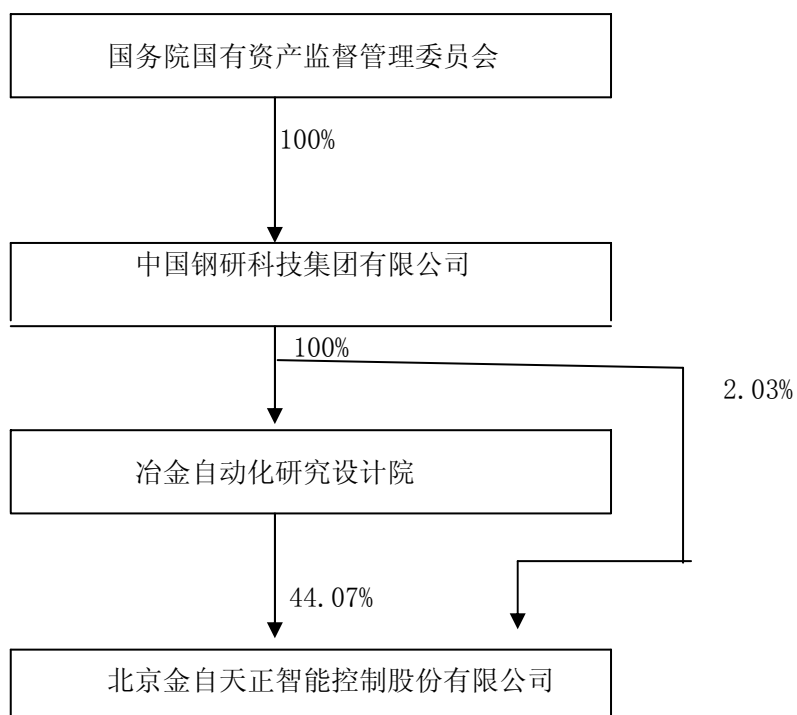 国务院国有资产监督管理委员会
100%
中国钢研科技集团有限公司
100%
2.03%
冶金自动化研究设计院
44.07%
北京金自天正智能控制股份有限公司